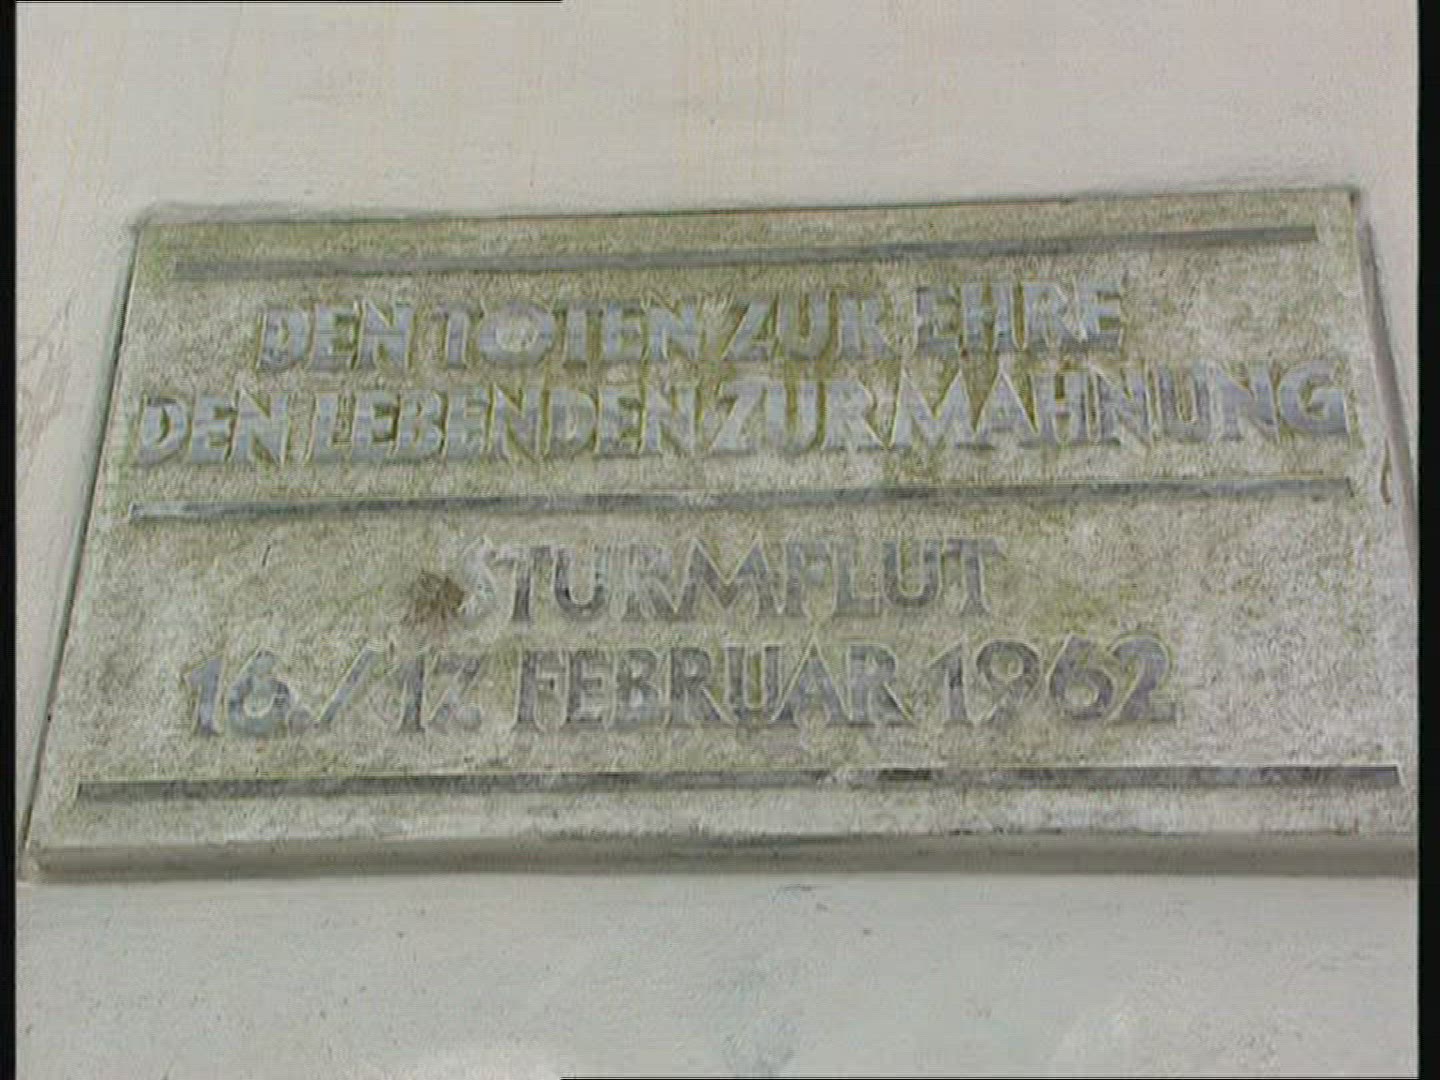 DEN TOTEN ZUR EHRE
DEN LEBENDEN ZUR MAHNUNG
STURMFLUT
16./17. FEBRUAR 1962